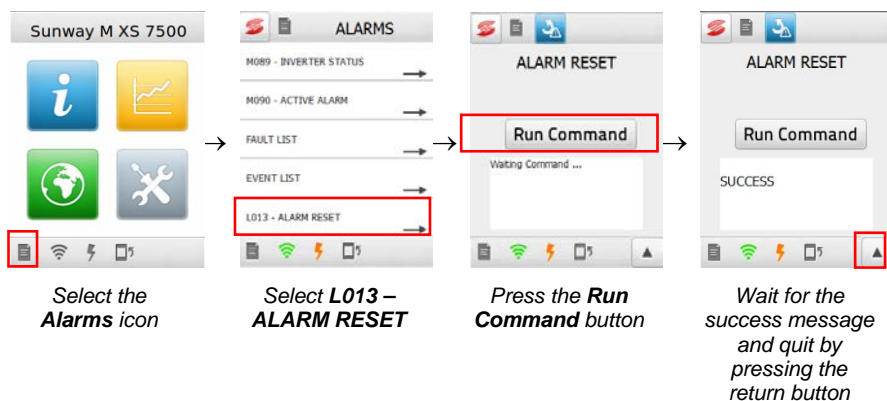 Sunway M XS 7500
Select the
Alarms icon
→
ALARMS
M089 - INVERTER STATUS
M090 - ACTIVE ALARM
FAULT LIST
EVENT LIST
L013 - ALARM RESET
Select L013 –
ALARM RESET
→
ALARM RESET
Run Command
Waiting Command ...
Press the Run
Command button
→
ALARM RESET
Run Command
SUCCESS
Wait for the
success message
and quit by
pressing the
return button